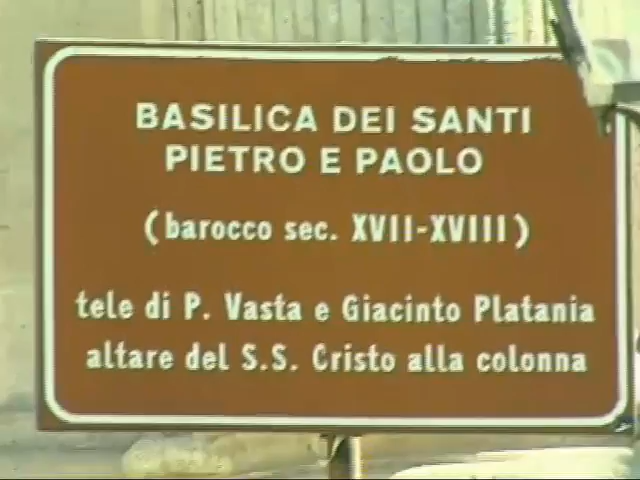 BASILICA DEI SANTI
PIETRO E PAOLO
(barocco sec. XVII-XVIII)
tele di P. Vasta e Giacinto Platania
altare del S.S. Cristo alla colonna